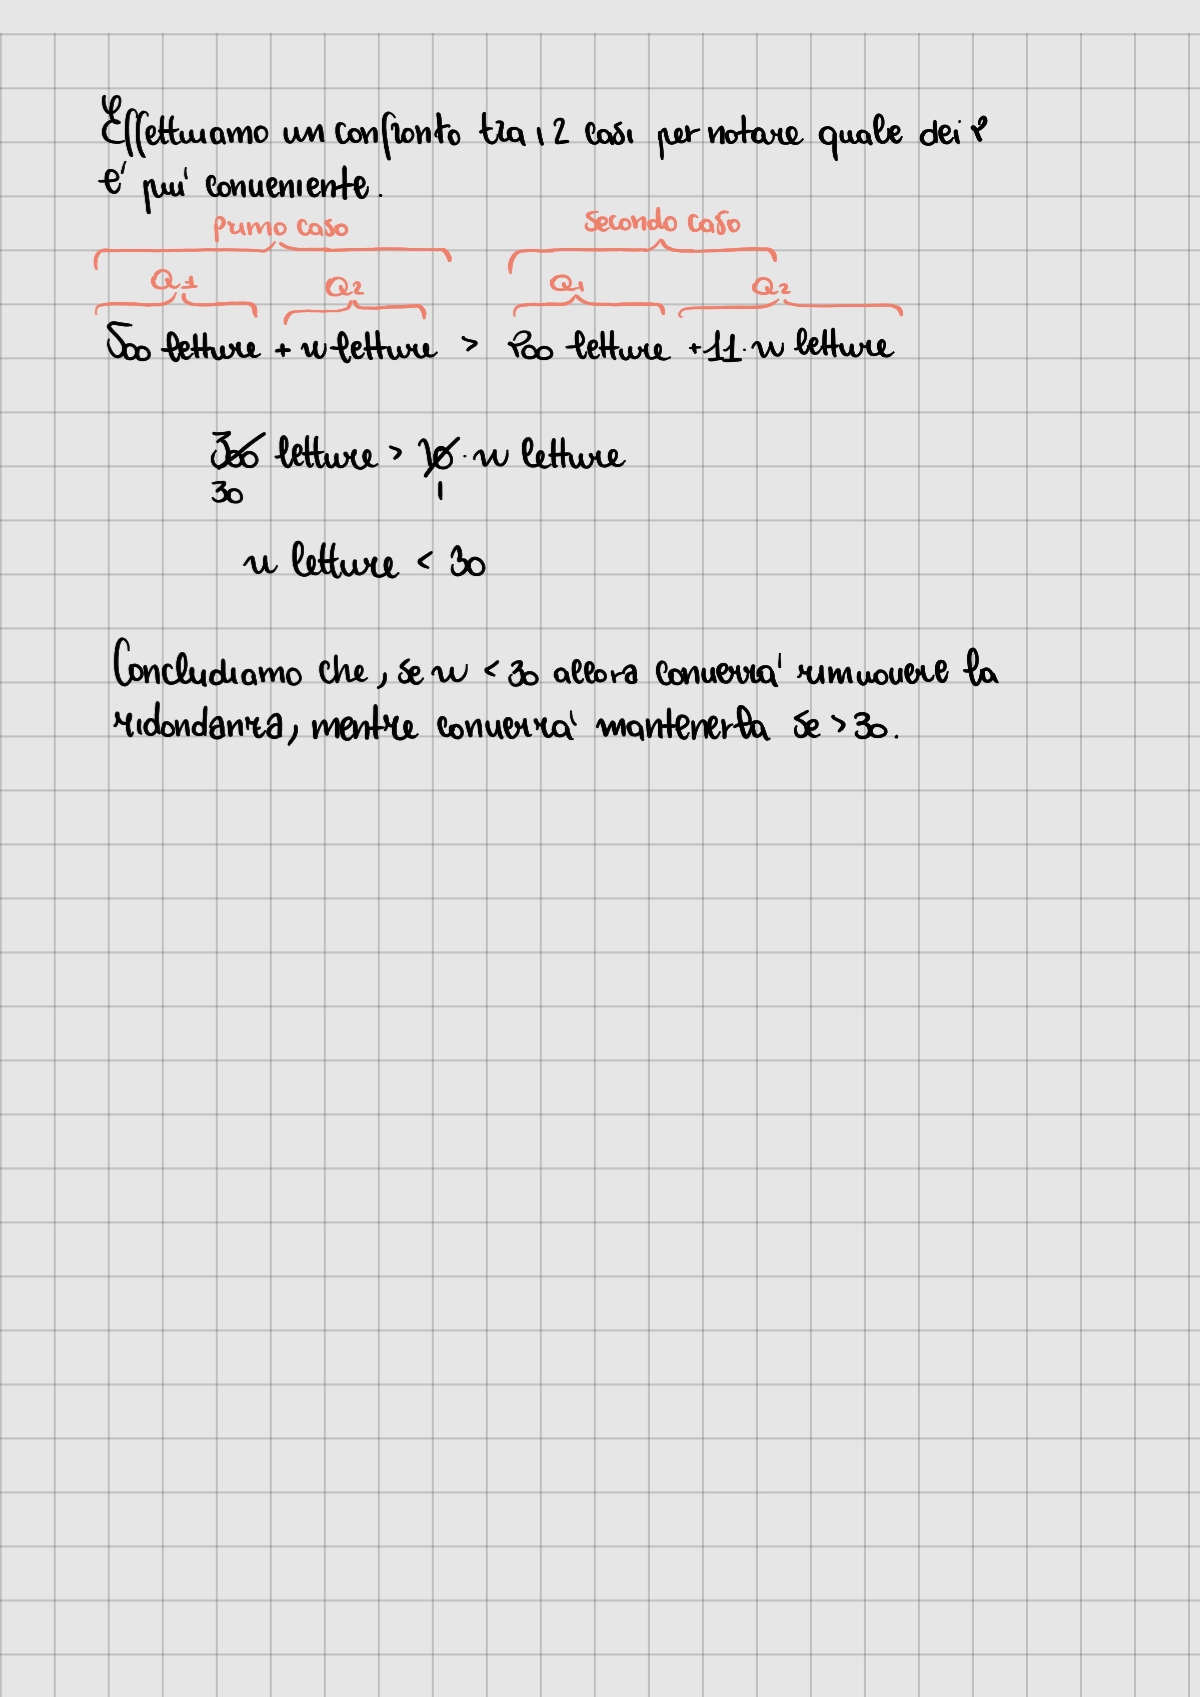 Effettuiamo un confronto tra i 2 casi per notare quale dei 2
e' piu' conveniente.
Primo caso Secondo caso
Q1 Q2 Q1 Q2
500 letture + n letture > 200 letture + 11 · n letture
300 letture > 10 · n letture
30 1
n letture < 30
Concludiamo che, se n < 30 allora converra' rimuovere la
ridondanza, mentre converra' mantenerla se > 30.